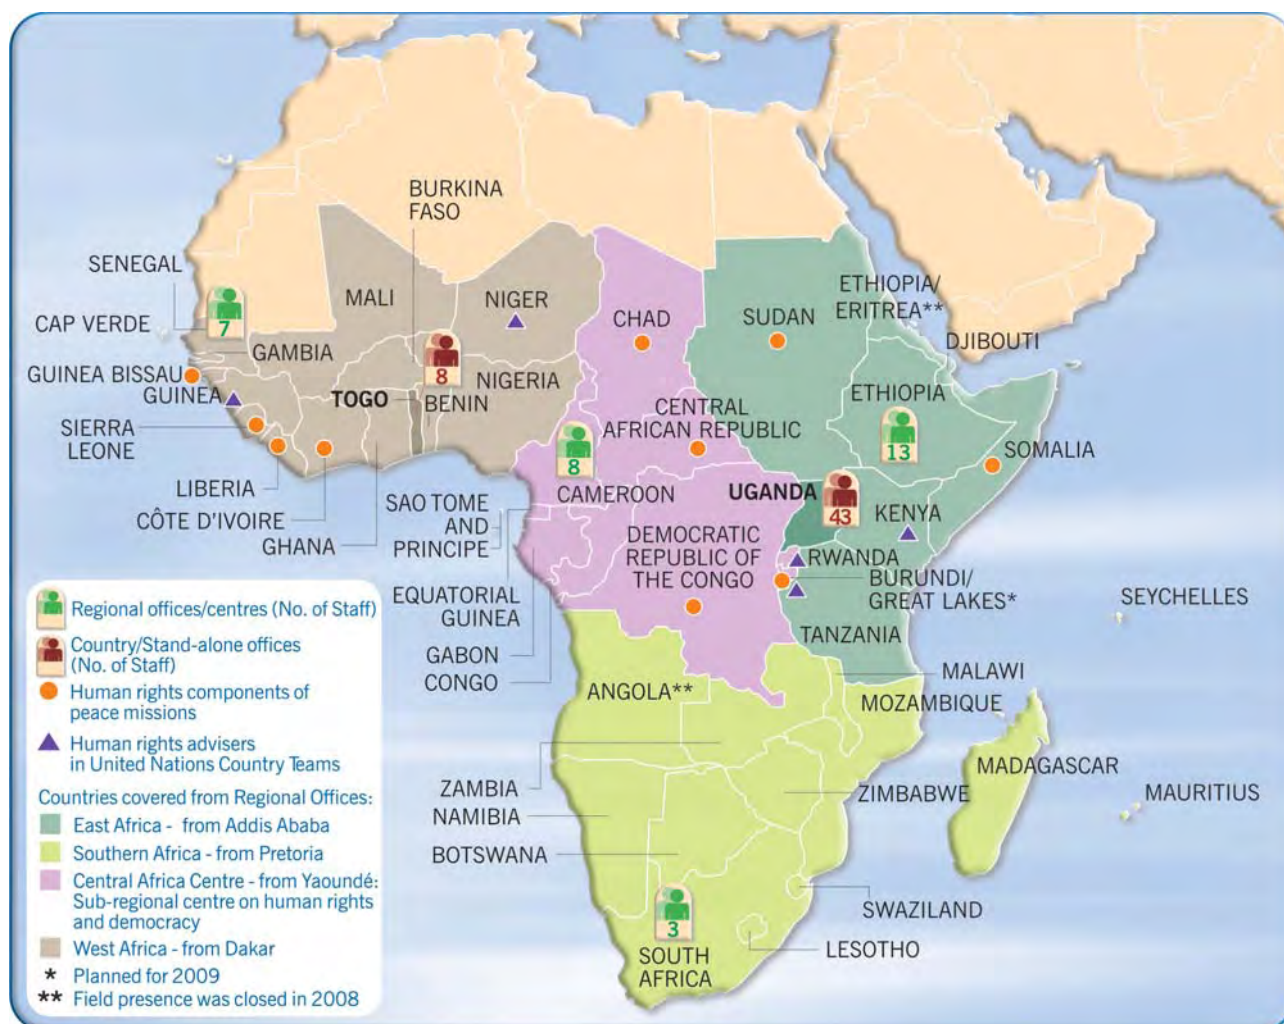 BURKINA
FASO
SENEGAL
7
CAP VERDE
MALI
NIGER
CHAD
SUDAN
ETHIOPIA/
ERITREA**
DJIBOUTI
GAMBIA
GUINEA BISSAU
GUINEA
8
NIGERIA
TOGO
BENIN
ETHIOPIA
13
CENTRAL
AFRICAN REPUBLIC
SIERRA
LEONE
SOMALIA
8
CAMEROON
UGANDA
43
KENYA
LIBERIA
CÔTE D'IVOIRE
GHANA
SAO TOME
AND
PRINCIPE
DEMOCRATIC
REPUBLIC OF
THE CONGO
RWANDA
BURUNDI/
GREAT LAKES*
EQUATORIAL
GUINEA
SEYCHELLES
TANZANIA
GABON
CONGO
MALAWI
ANGOLA**
MOZAMBIQUE
MADAGASCAR
ZAMBIA
ZIMBABWE
MAURITIUS
NAMIBIA
BOTSWANA
SWAZILAND
3
SOUTH
AFRICA
LESOTHO
Regional offices/centres (No. of Staff)
Country/Stand-alone offices
(No. of Staff)
Human rights components of
peace missions
Human rights advisers
in United Nations Country Teams
Countries covered from Regional Offices:
East Africa - from Addis Ababa
Southern Africa - from Pretoria
Central Africa Centre - from Yaoundé:
Sub-regional centre on human rights
and democracy
West Africa - from Dakar
* Planned for 2009
** Field presence was closed in 2008